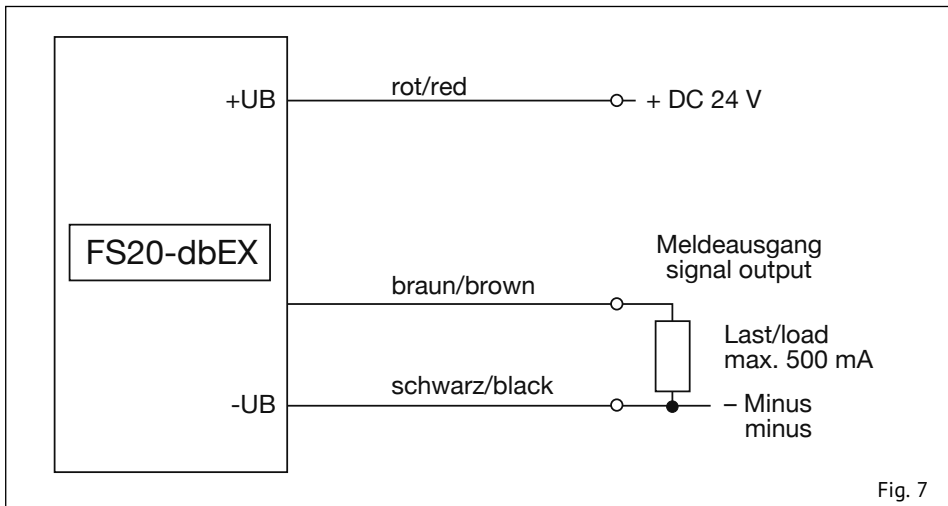 rot/red
+UB
+ DC 24 V
FS20-dbEX
Meldeausgang
signal output
braun/brown
Last/load
max. 500 mA
schwarz/black
-UB
– Minus
minus
Fig. 7